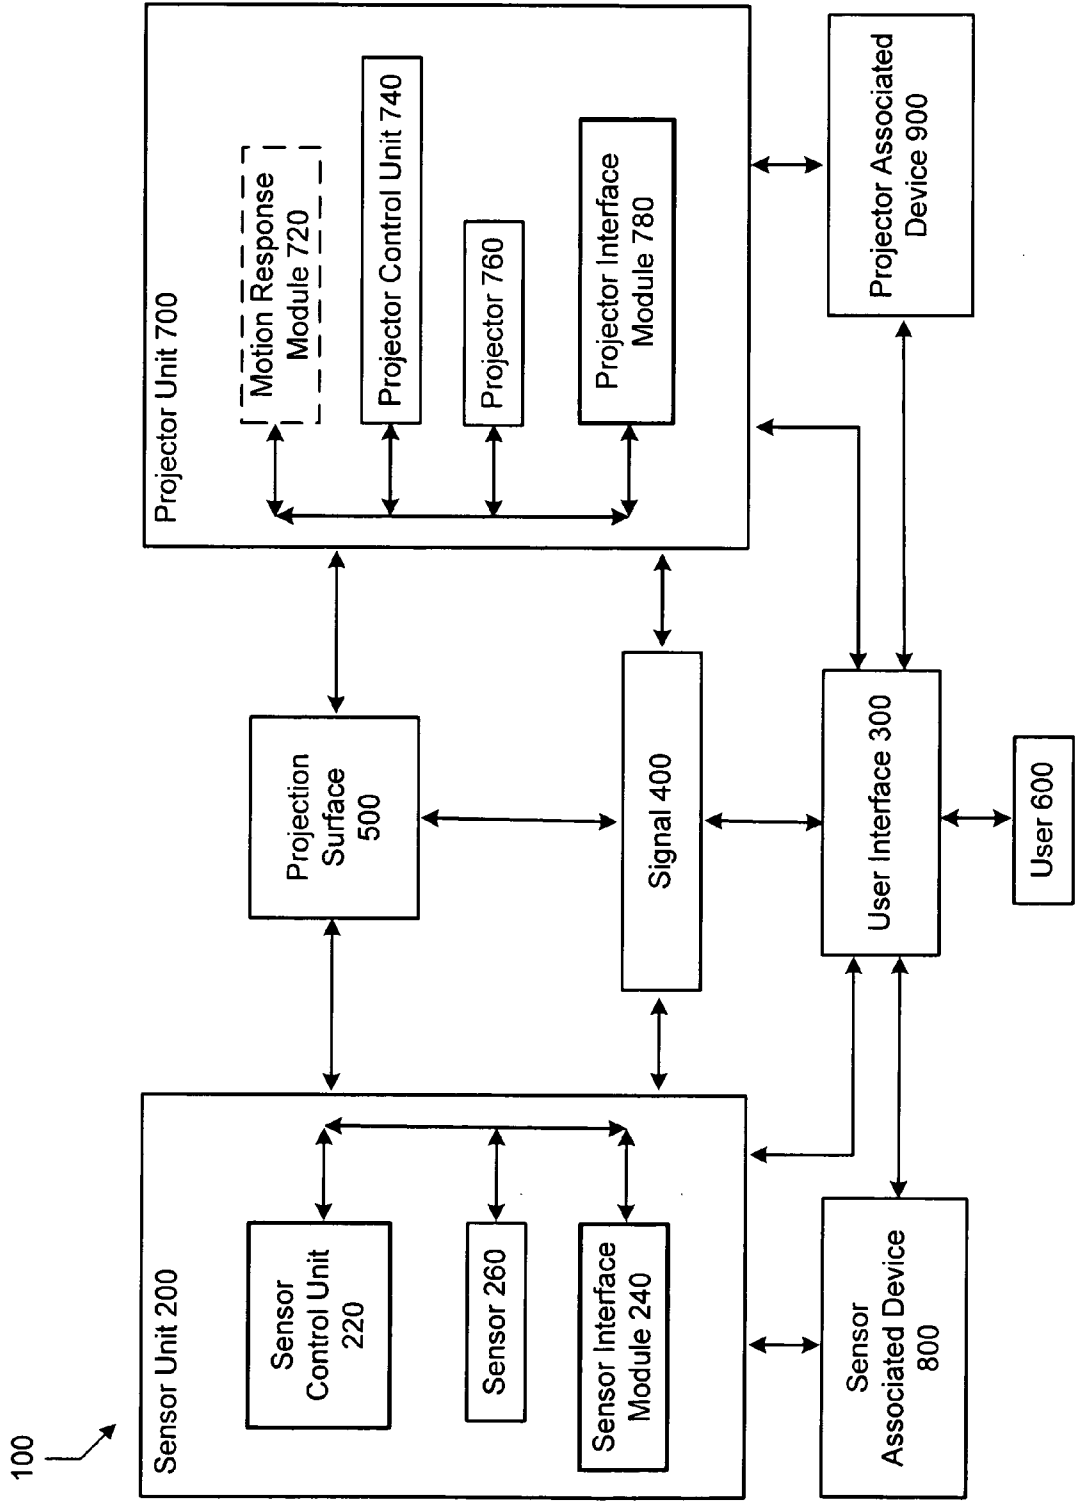 100
Sensor Unit 200
Sensor
Control Unit
220
Sensor 260
Sensor Interface
Module 240
Sensor
Associated Device
800
Projection
Surface
500
Signal 400
User Interface 300
User 600
Projector Unit 700
Motion Response
Module 720
Projector Control Unit 740
Projector 760
Projector Interface
Module 780
Projector Associated
Device 900